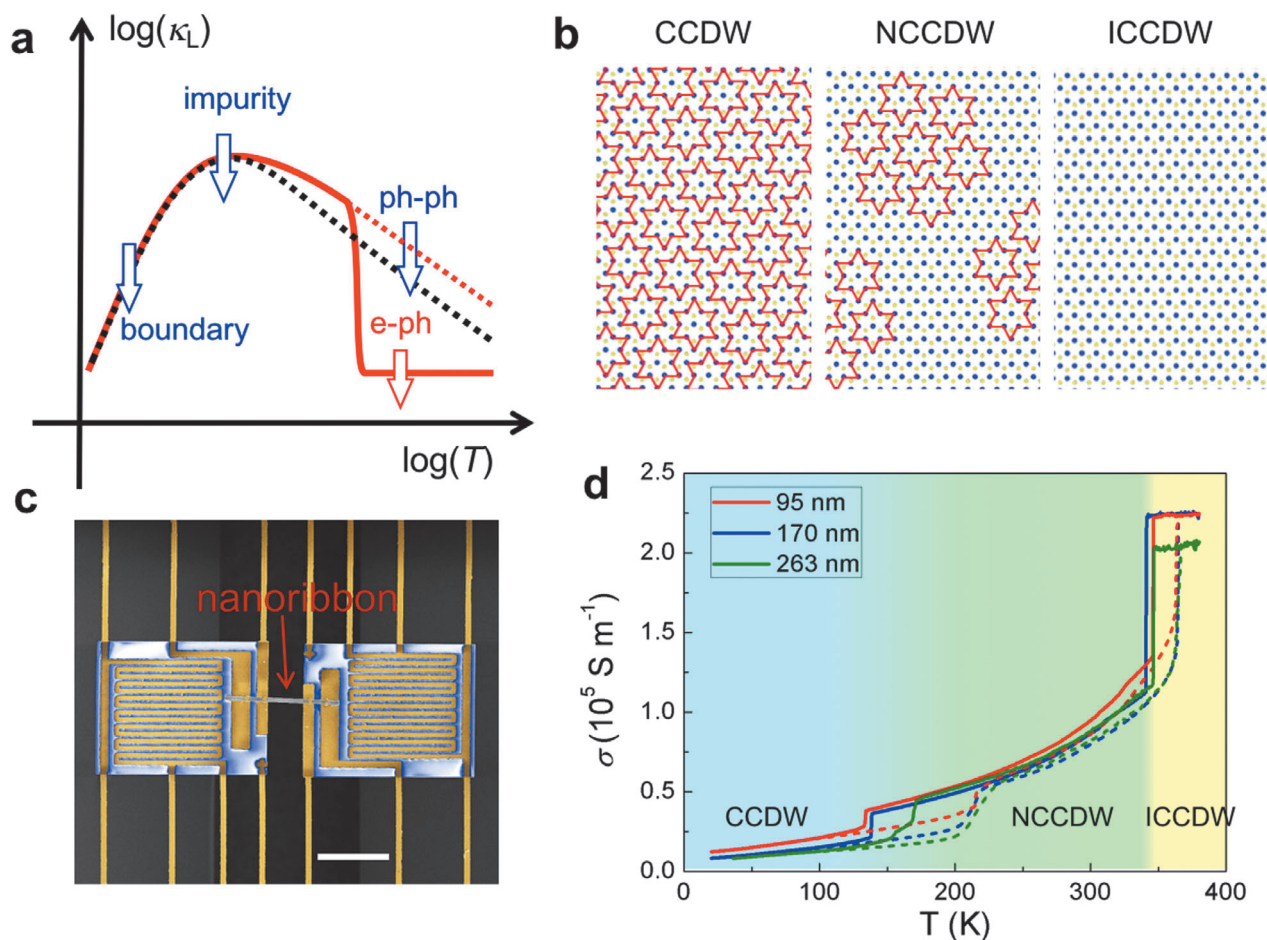 a
log(κL)
impurity
ph-ph
boundary
e-ph
log(T)
b
CCDW
NCCDW
ICCDW
c
nanoribbon
d
2.5
2.0
1.5
1.0
0.5
0.0
σ (10⁵ S m⁻¹)
95 nm
170 nm
263 nm
CCDW
NCCDW
ICCDW
0
100
200
300
400
T (K)